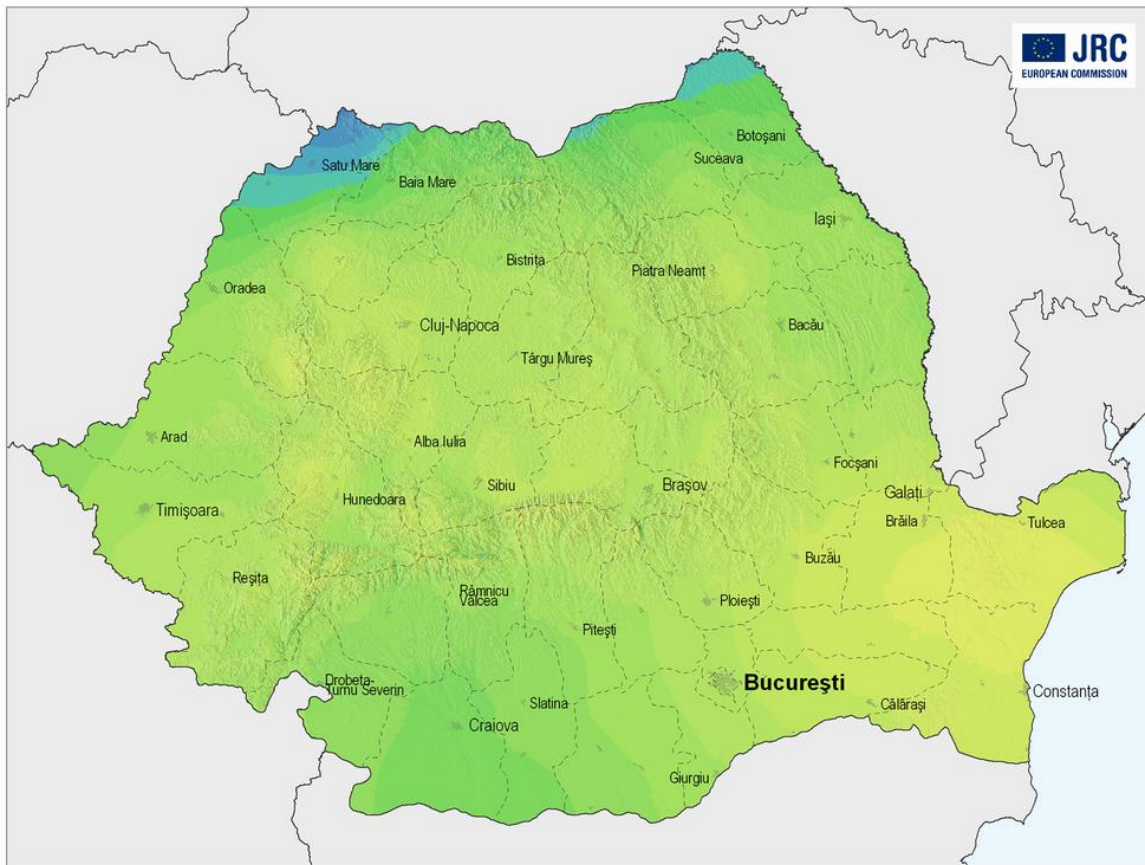 JRC
EUROPEAN COMMISSION
Botoşani
Satu Mare
Suceava
Baia Mare
Iaşi
Bistriţa
Piatra Neamţ
Oradea
Cluj-Napoca
Bacău
Târgu Mureş
Arad
Alba Iulia
Focşani
Sibiu
Braşov
Galaţi
Hunedoara
Timişoara
Brăila
Tulcea
Buzău
Reşiţa
Râmnicu
Vâlcea
Ploieşti
Piteşti
Drobeta-
Turnu Severin
Bucureşti
Constanţa
Slatina
Călăraşi
Craiova
Giurgiu